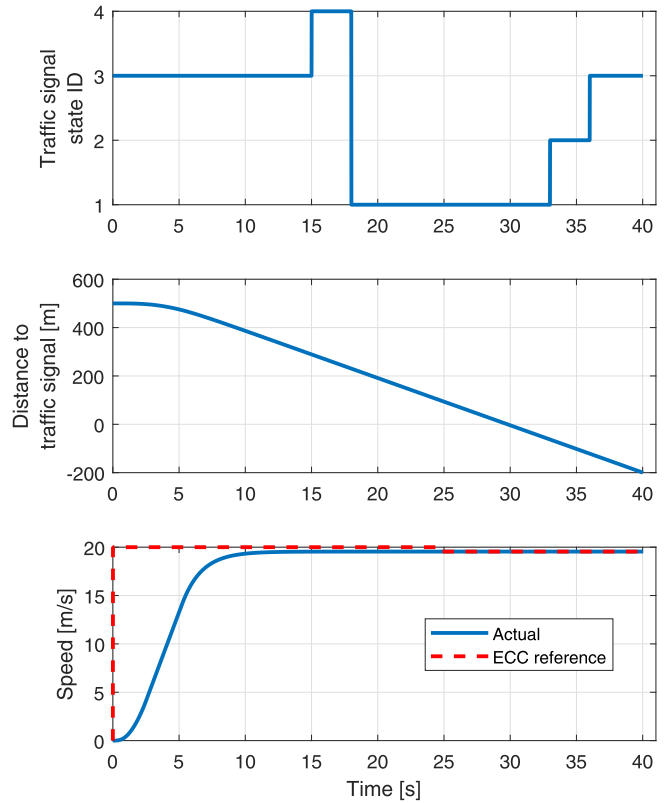 Traffic signal
state ID
4
3
2
1
0 5 10 15 20 25 30 35 40
Distance to
traffic signal [m]
600
400
200
0
-200
0 5 10 15 20 25 30 35 40
Speed [m/s]
20
15
10
5
0
Actual
ECC reference
0 5 10 15 20 25 30 35 40
Time [s]